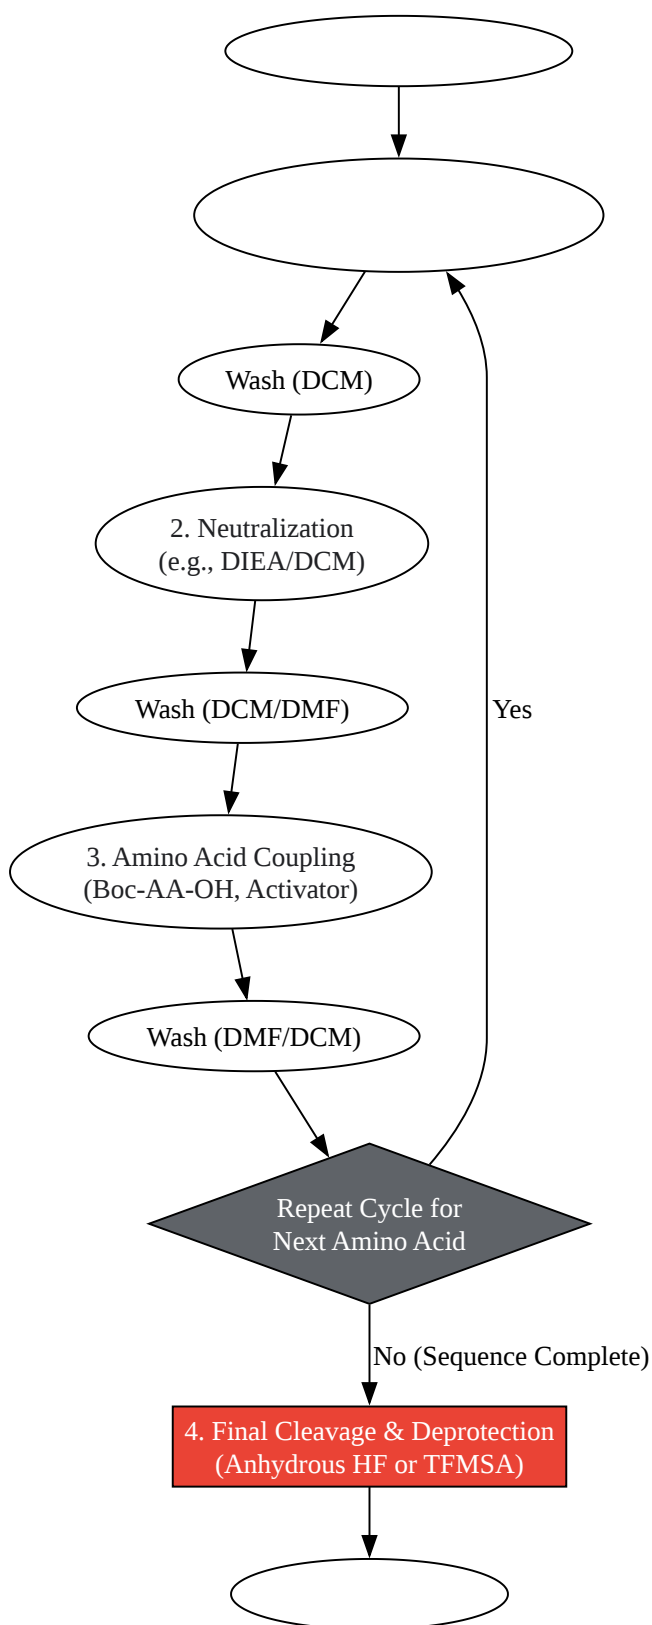 Wash (DCM)
2. Neutralization
(e.g., DIEA/DCM)
Wash (DCM/DMF)
Yes
3. Amino Acid Coupling
(Boc-AA-OH, Activator)
Wash (DMF/DCM)
Repeat Cycle for
Next Amino Acid
No (Sequence Complete)
4. Final Cleavage & Deprotection
(Anhydrous HF or TFMSA)